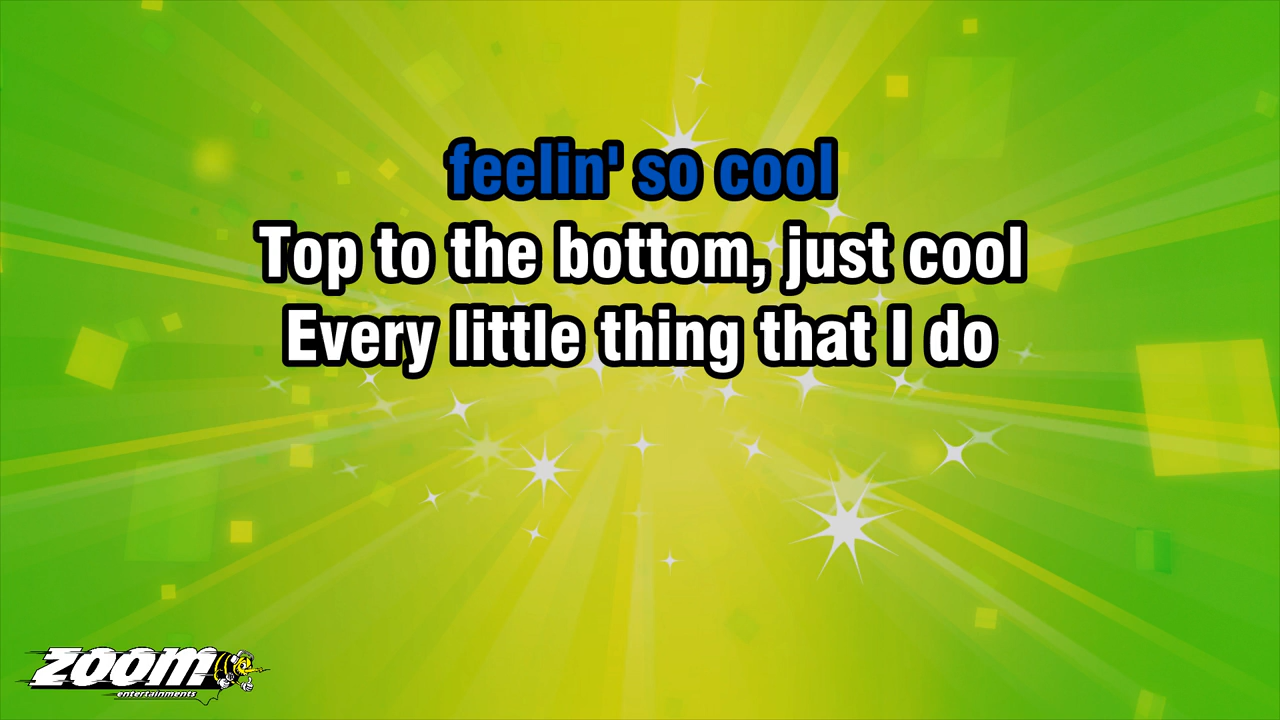 feelin' so cool
Top to the bottom, just cool
Every little thing that I do
ZOOM
entertainments